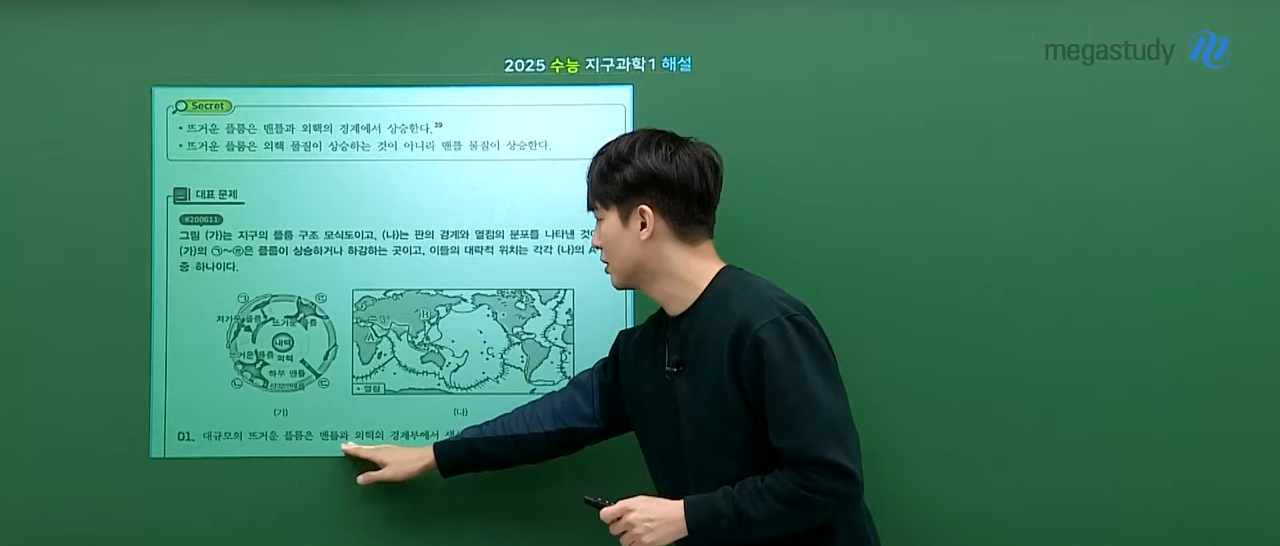 megastudy
2025 수능 지구과학1 해설
Secret
• 뜨거운 플룸은 맨틀과 외핵의 경계에서 상승한다.39
• 뜨거운 플룸은 외핵 물질이 상승하는 것이 아니라 맨틀 물질이 상승한다.
대표 문제
#200611
그림 (가)는 지구의 플룸 구조 모식도이고, (나)는 판의 경계와 열점의 분포를 나타낸
(가)의 ㉠~㉣은 플룸이 상승하거나 하강하는 곳이고, 이들의 대략적 위치는 각각 (나)의 A
중 하나이다.
㉠
뜨거운 플룸
내핵
외핵
하부 맨틀
㉡
A
B
C
• 열점
(가)
(나)
01. 대규모의 뜨거운 플룸은 맨틀과 외핵의 경계부에서